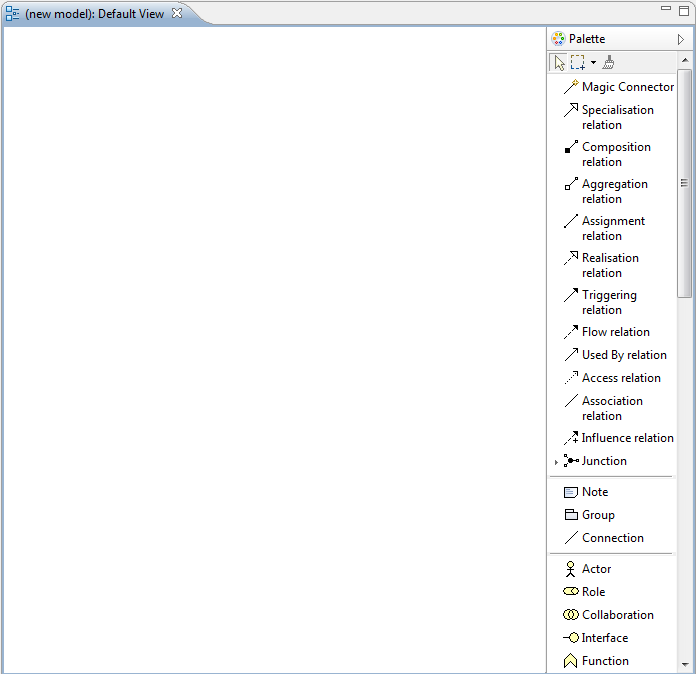 (new model): Default View
Palette
Magic Connector
Specialisation
relation
Composition
relation
Aggregation
relation
Assignment
relation
Realisation
relation
Triggering
relation
Flow relation
Used By relation
Access relation
Association
relation
Influence relation
Junction
Note
Group
Connection
Actor
Role
Collaboration
Interface
Function